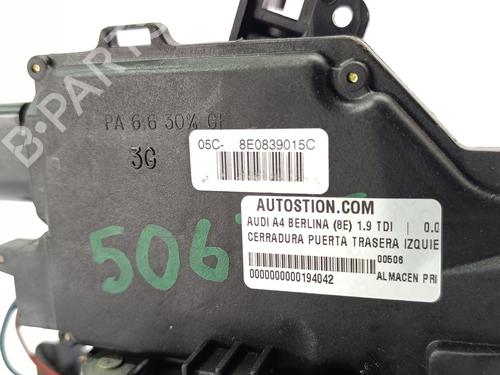 B-PARTS
PA 6.6 30% GF
3G
05C- 8E0839015C
506
AUTOSTION.COM
AUDI A4 BERLINA (8E) 1.9 TDI | 0.0
CERRADURA PUERTA TRASERA IZQUIE
00506
0000000000194042 ALMACEN PRI